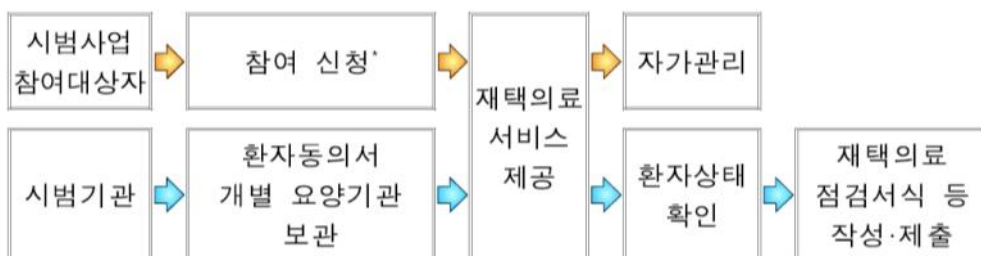 시범사업
참여대상자
참여 신청*
재택의료
서비스
제공
자가관리
시범기관
환자동의서
개별 요양기관
보관
환자상태
확인
재택의료
점검서식 등
작성·제출